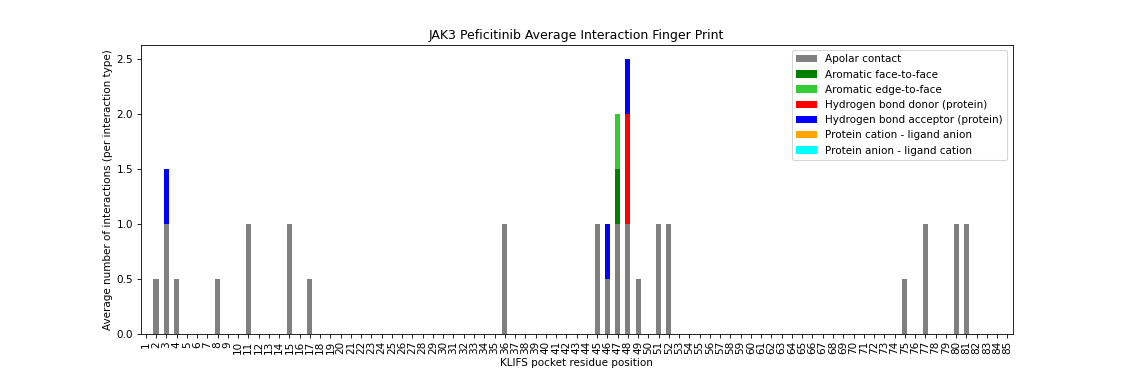 JAK3 Peficitinib Average Interaction Finger Print
Average number of interactions (per interaction type)
2.5
2.0
1.5
1.0
0.5
0.0
Apolar contact
Aromatic face-to-face
Aromatic edge-to-face
Hydrogen bond donor (protein)
Hydrogen bond acceptor (protein)
Protein cation - ligand anion
Protein anion - ligand cation
1 2 3 4 5 6 7 8 9 10 11 12 13 14 15 16 17 18 19 20 21 22 23 24 25 26 27 28 29 30 31 32 33 34 35 36 37 38 39 40 41 42 43 44 45 46 47 48 49 50 51 52 53 54 55 56 57 58 59 60 61 62 63 64 65 66 67 68 69 70 71 72 73 74 75 76 77 78 79 80 81 82 83 84 85
KLIFS pocket residue position